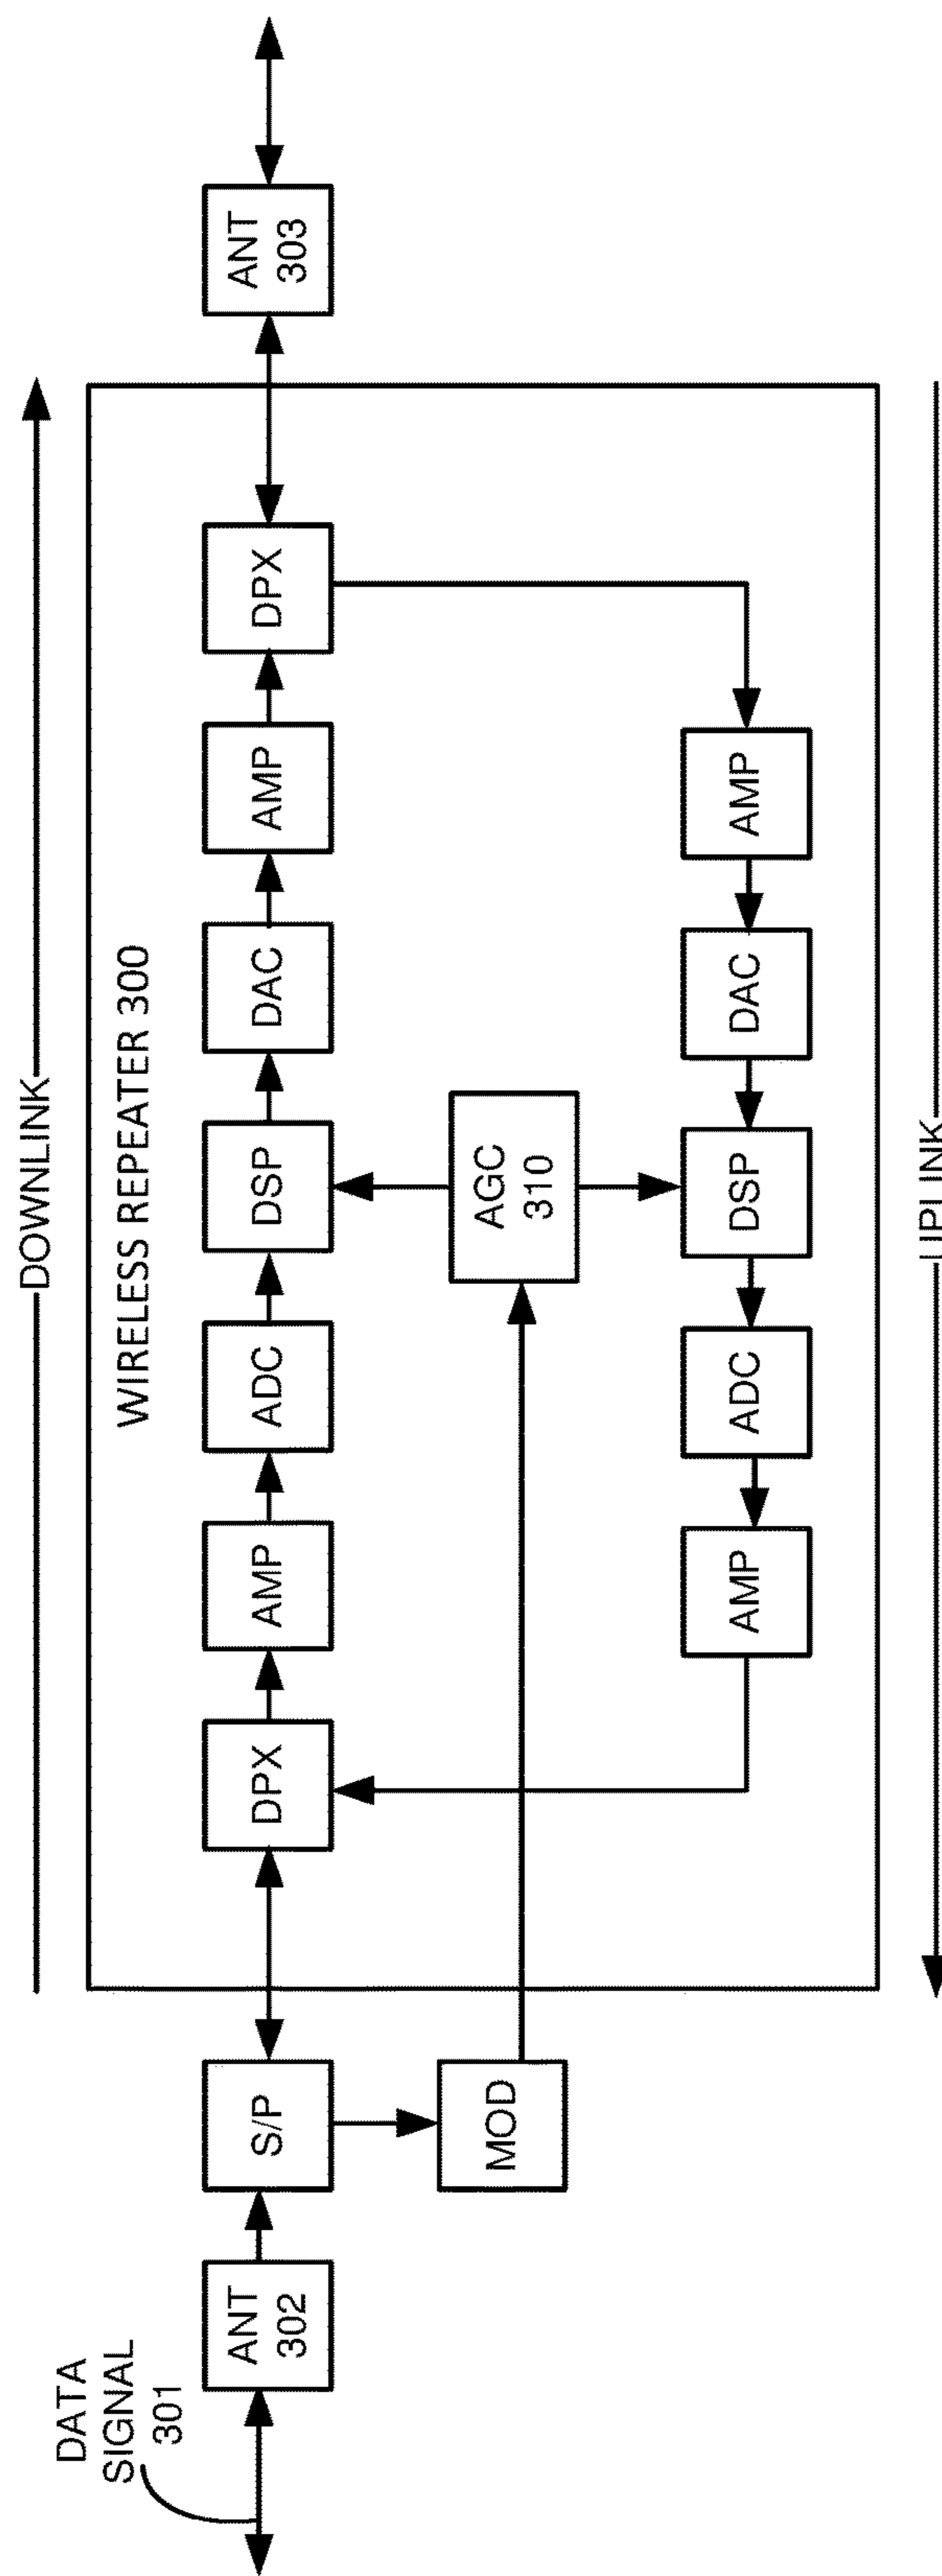 DOWNLINK
DATA
SIGNAL
301
WIRELESS REPEATER 300
ANT
302
S/P
DPX
AMP
ADC
DSP
DAC
AMP
DPX
ANT
303
MOD
AGC
310
AMP
ADC
DSP
DAC
AMP
UPLINK